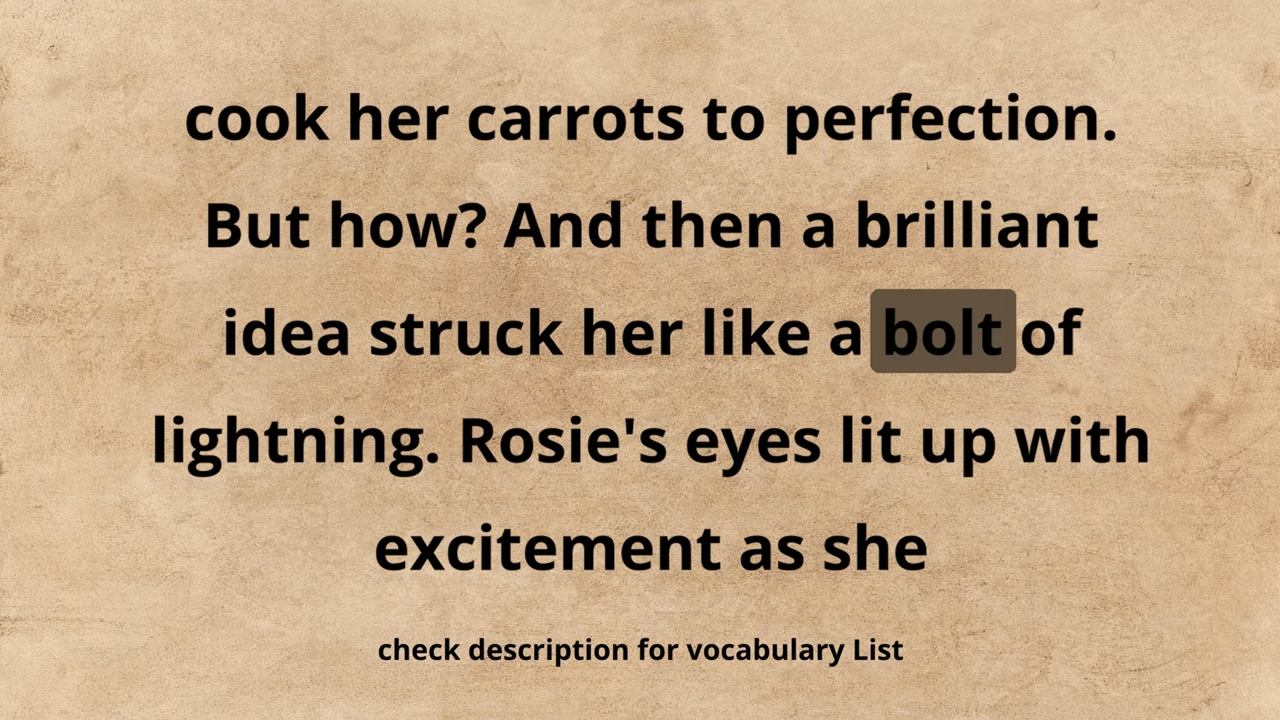 cook her carrots to perfection.
But how? And then a brilliant
idea struck her like a bolt of
lightning. Rosie's eyes lit up with
excitement as she
check description for vocabulary List